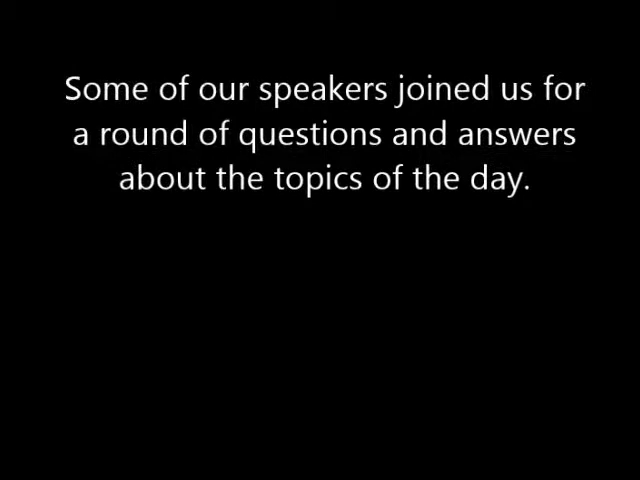 Some of our speakers joined us for
a round of questions and answers
about the topics of the day.